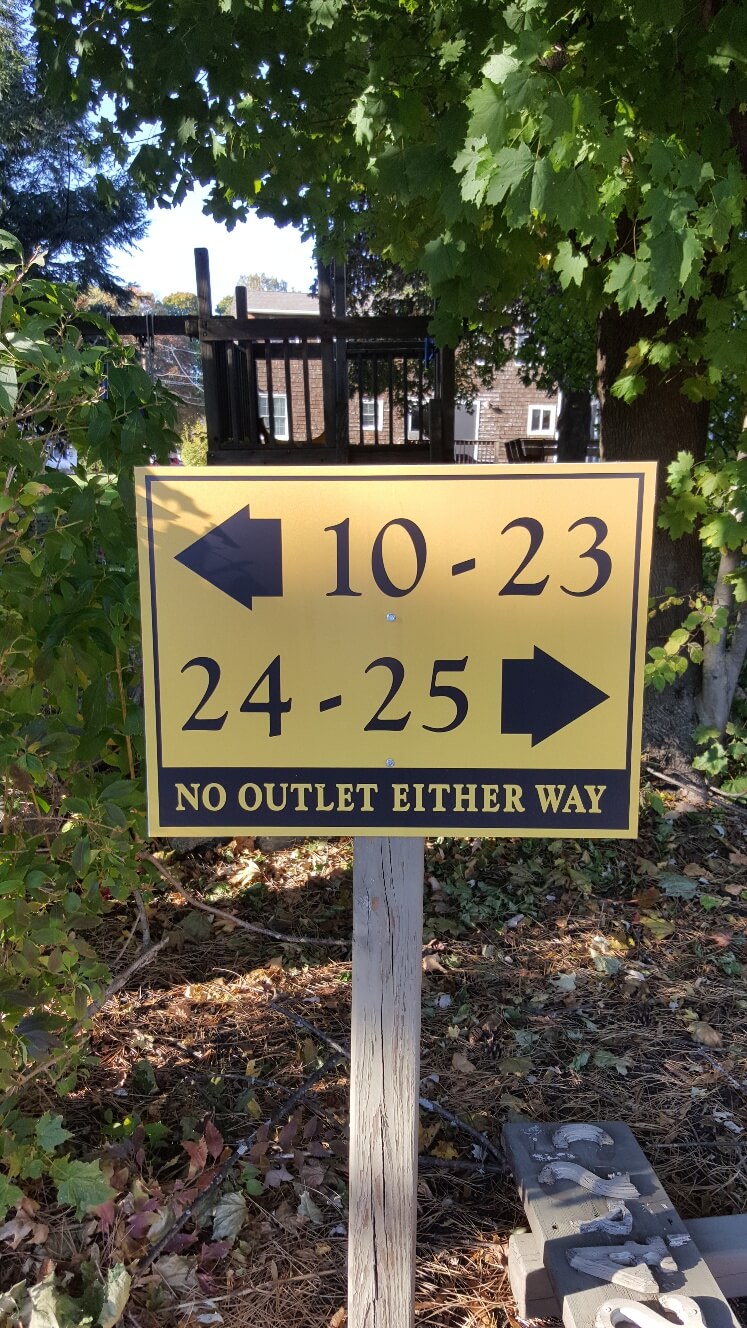 10 - 23
24 - 25
NO OUTLET EITHER WAY